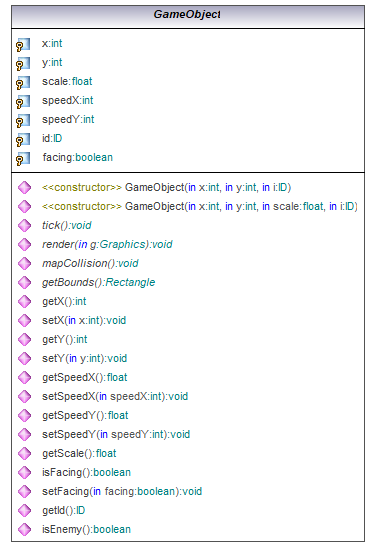 GameObject
x:int
y:int
scale:float
speedX:int
speedY:int
id:ID
facing:boolean
<<constructor>> GameObject(in x:int, in y:int, in i:ID)
<<constructor>> GameObject(in x:int, in y:int, in scale:float, in i:ID)
tick():void
render(in g:Graphics):void
mapCollision():void
getBounds():Rectangle
getX():int
setX(in x:int):void
getY():int
setY(in y:int):void
getSpeedX():float
setSpeedX(in speedX:int):void
getSpeedY():float
setSpeedY(in speedY:int):void
getScale():float
isFacing():boolean
setFacing(in facing:boolean):void
getId():ID
isEnemy():boolean